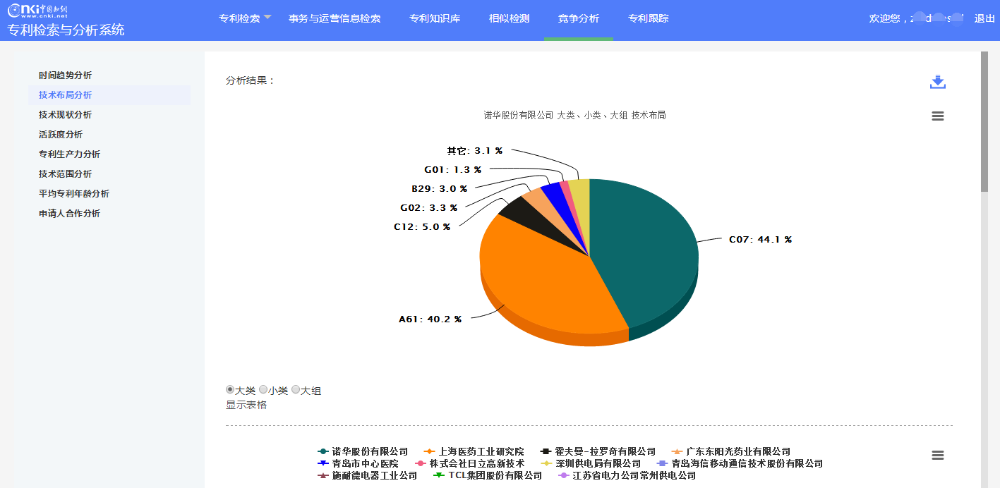 cnki中国知网
www.cnki.net
专利检索与分析系统
专利检索 事务与运营信息检索 专利知识库 相似检测 竞争分析 专利跟踪
欢迎您， 退出
时间趋势分析
技术布局分析
技术现状分析
活跃度分析
专利生产力分析
技术范围分析
平均专利年龄分析
申请人合作分析
分析结果：
诺华股份有限公司 大类、小类、大组 技术布局
其它: 3.1 %
G01: 1.3 %
B29: 3.0 %
G02: 3.3 %
C12: 5.0 %
C07: 44.1 %
A61: 40.2 %
大类 小类 大组
显示表格
诺华股份有限公司 上海医药工业研究院 霍夫曼-拉罗奇有限公司 广东东阳光药业有限公司
青岛市中心医院 株式会社日立高新技术 深圳供电局有限公司 青岛海信移动通信技术股份有限公司
施耐德电器工业公司 TCL集团股份有限公司 江苏省电力公司常州供电公司